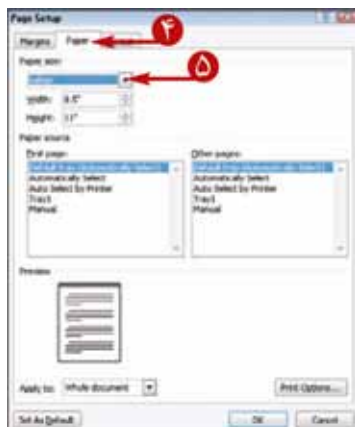 Page Setup
Margins Paper
۴
Paper size:
۵
Width: 8.5"
Height: 11"
Paper source
First page: Other pages:
Default tray (Automatically Select) Default tray (Automatically Select)
Automatically Select Automatically Select
Auto Select by Printer Auto Select by Printer
Tray1 Tray1
Manual Manual
Preview
Apply to: Whole document Print Options...
Set As Default OK Cancel